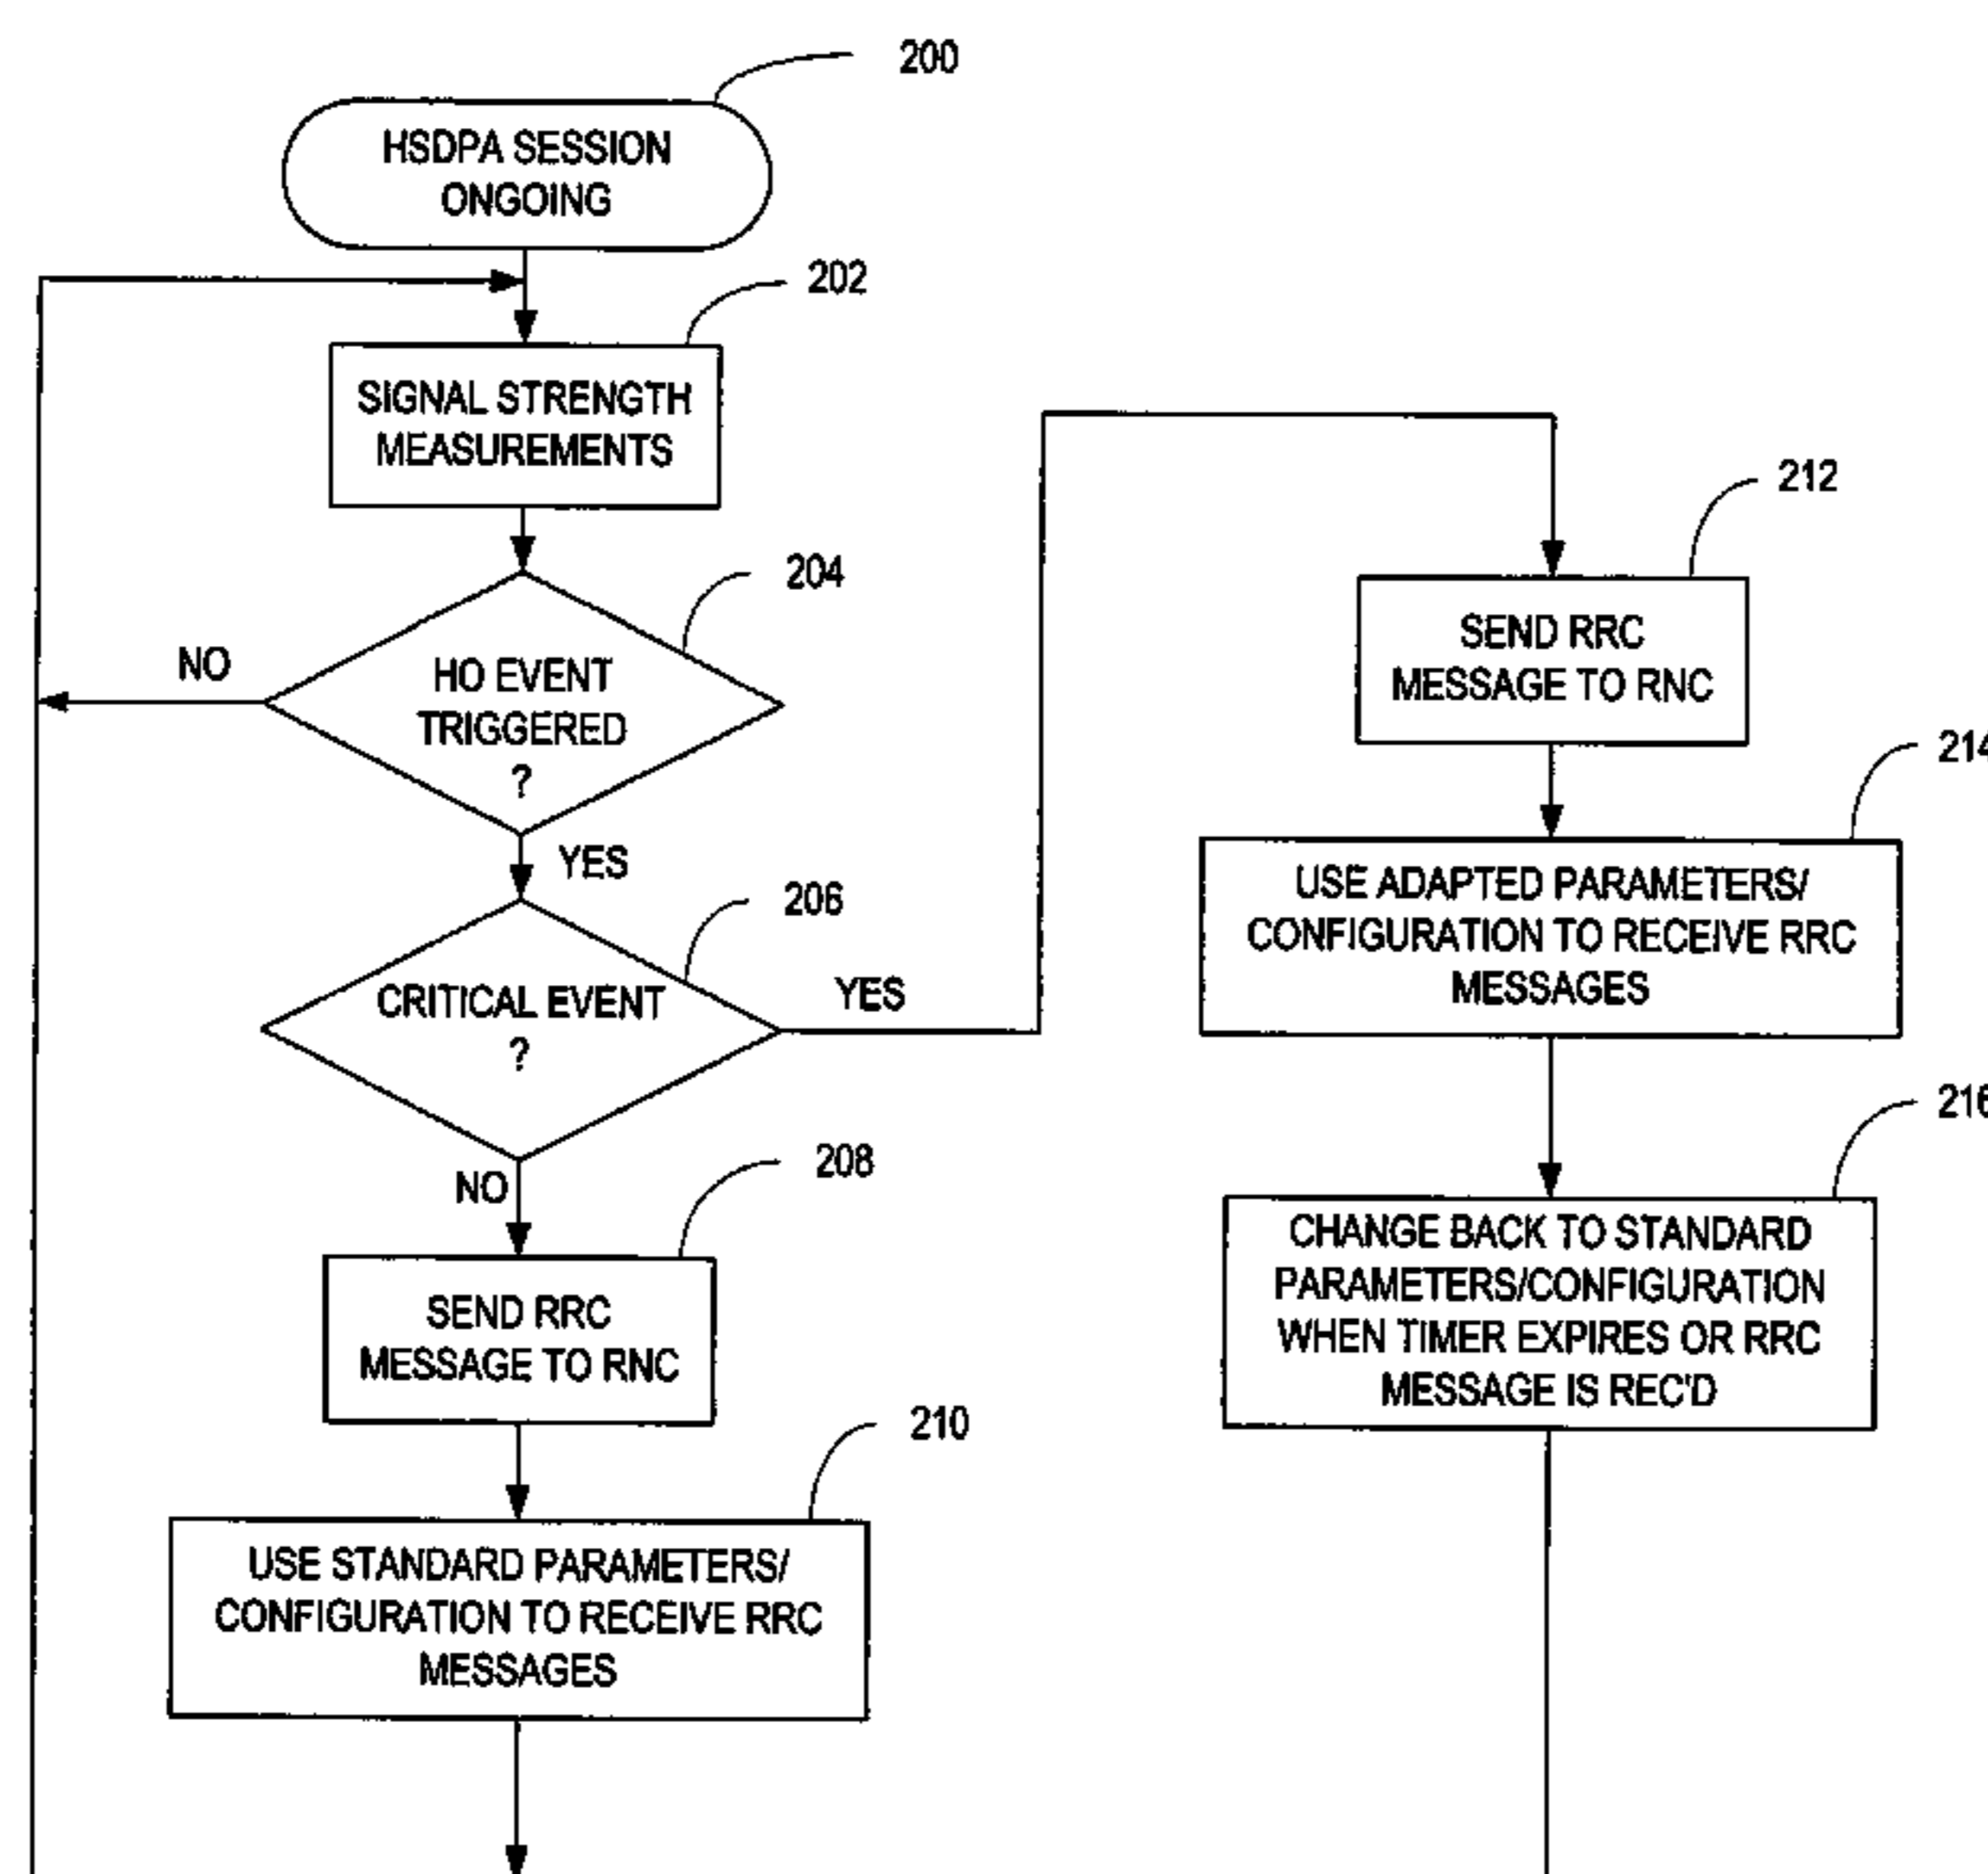 200
HSDPA SESSION
ONGOING
202
SIGNAL STRENGTH
MEASUREMENTS
204
NO
HO EVENT
TRIGGERED
?
YES
206
CRITICAL EVENT
?
YES
NO
208
SEND RRC
MESSAGE TO RNC
210
USE STANDARD PARAMETERS/
CONFIGURATION TO RECEIVE RRC
MESSAGES
212
SEND RRC
MESSAGE TO RNC
214
USE ADAPTED PARAMETERS/
CONFIGURATION TO RECEIVE RRC
MESSAGES
216
CHANGE BACK TO STANDARD
PARAMETERS/CONFIGURATION
WHEN TIMER EXPIRES OR RRC
MESSAGE IS REC'D